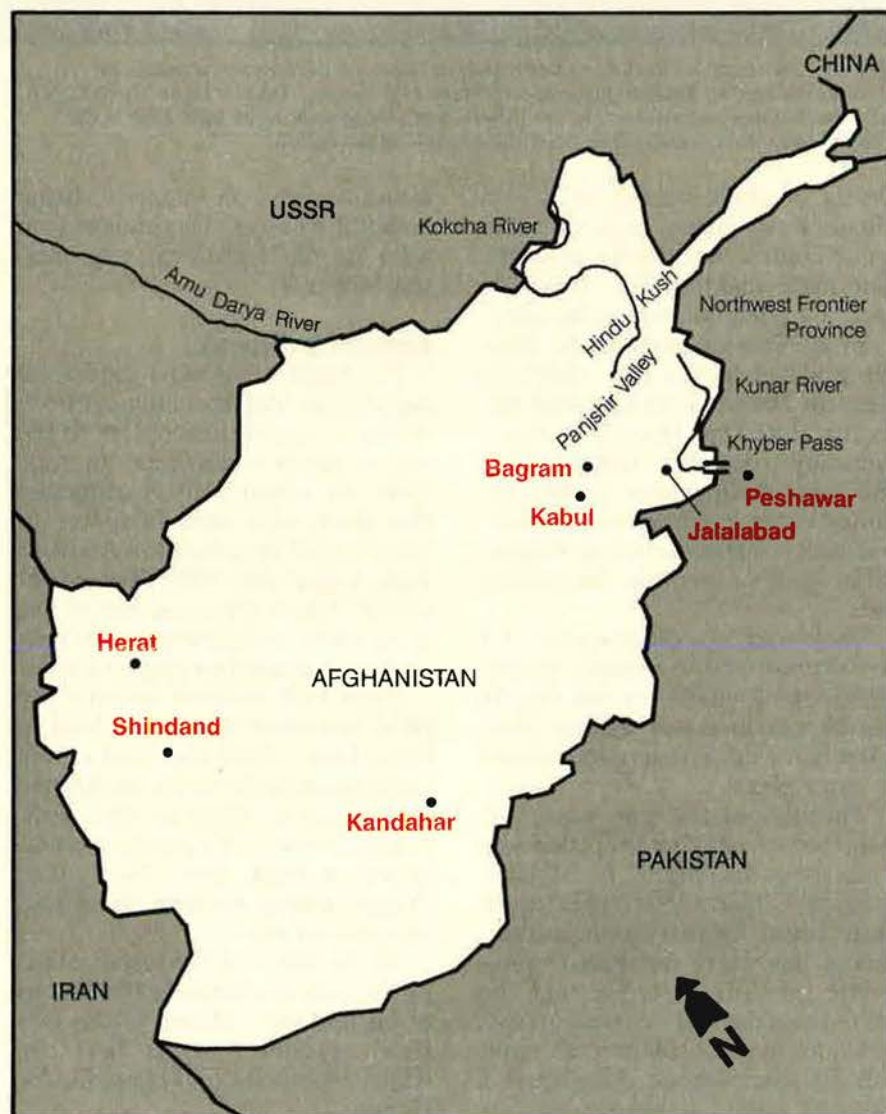 CHINA
USSR
Kokcha River
Amu Darya River
Hindu Kush
Northwest Frontier
Province
Panjshir Valley
Kunar River
Khyber Pass
Bagram
Peshawar
Kabul
Jalalabad
Herat
AFGHANISTAN
Shindand
Kandahar
PAKISTAN
IRAN
N